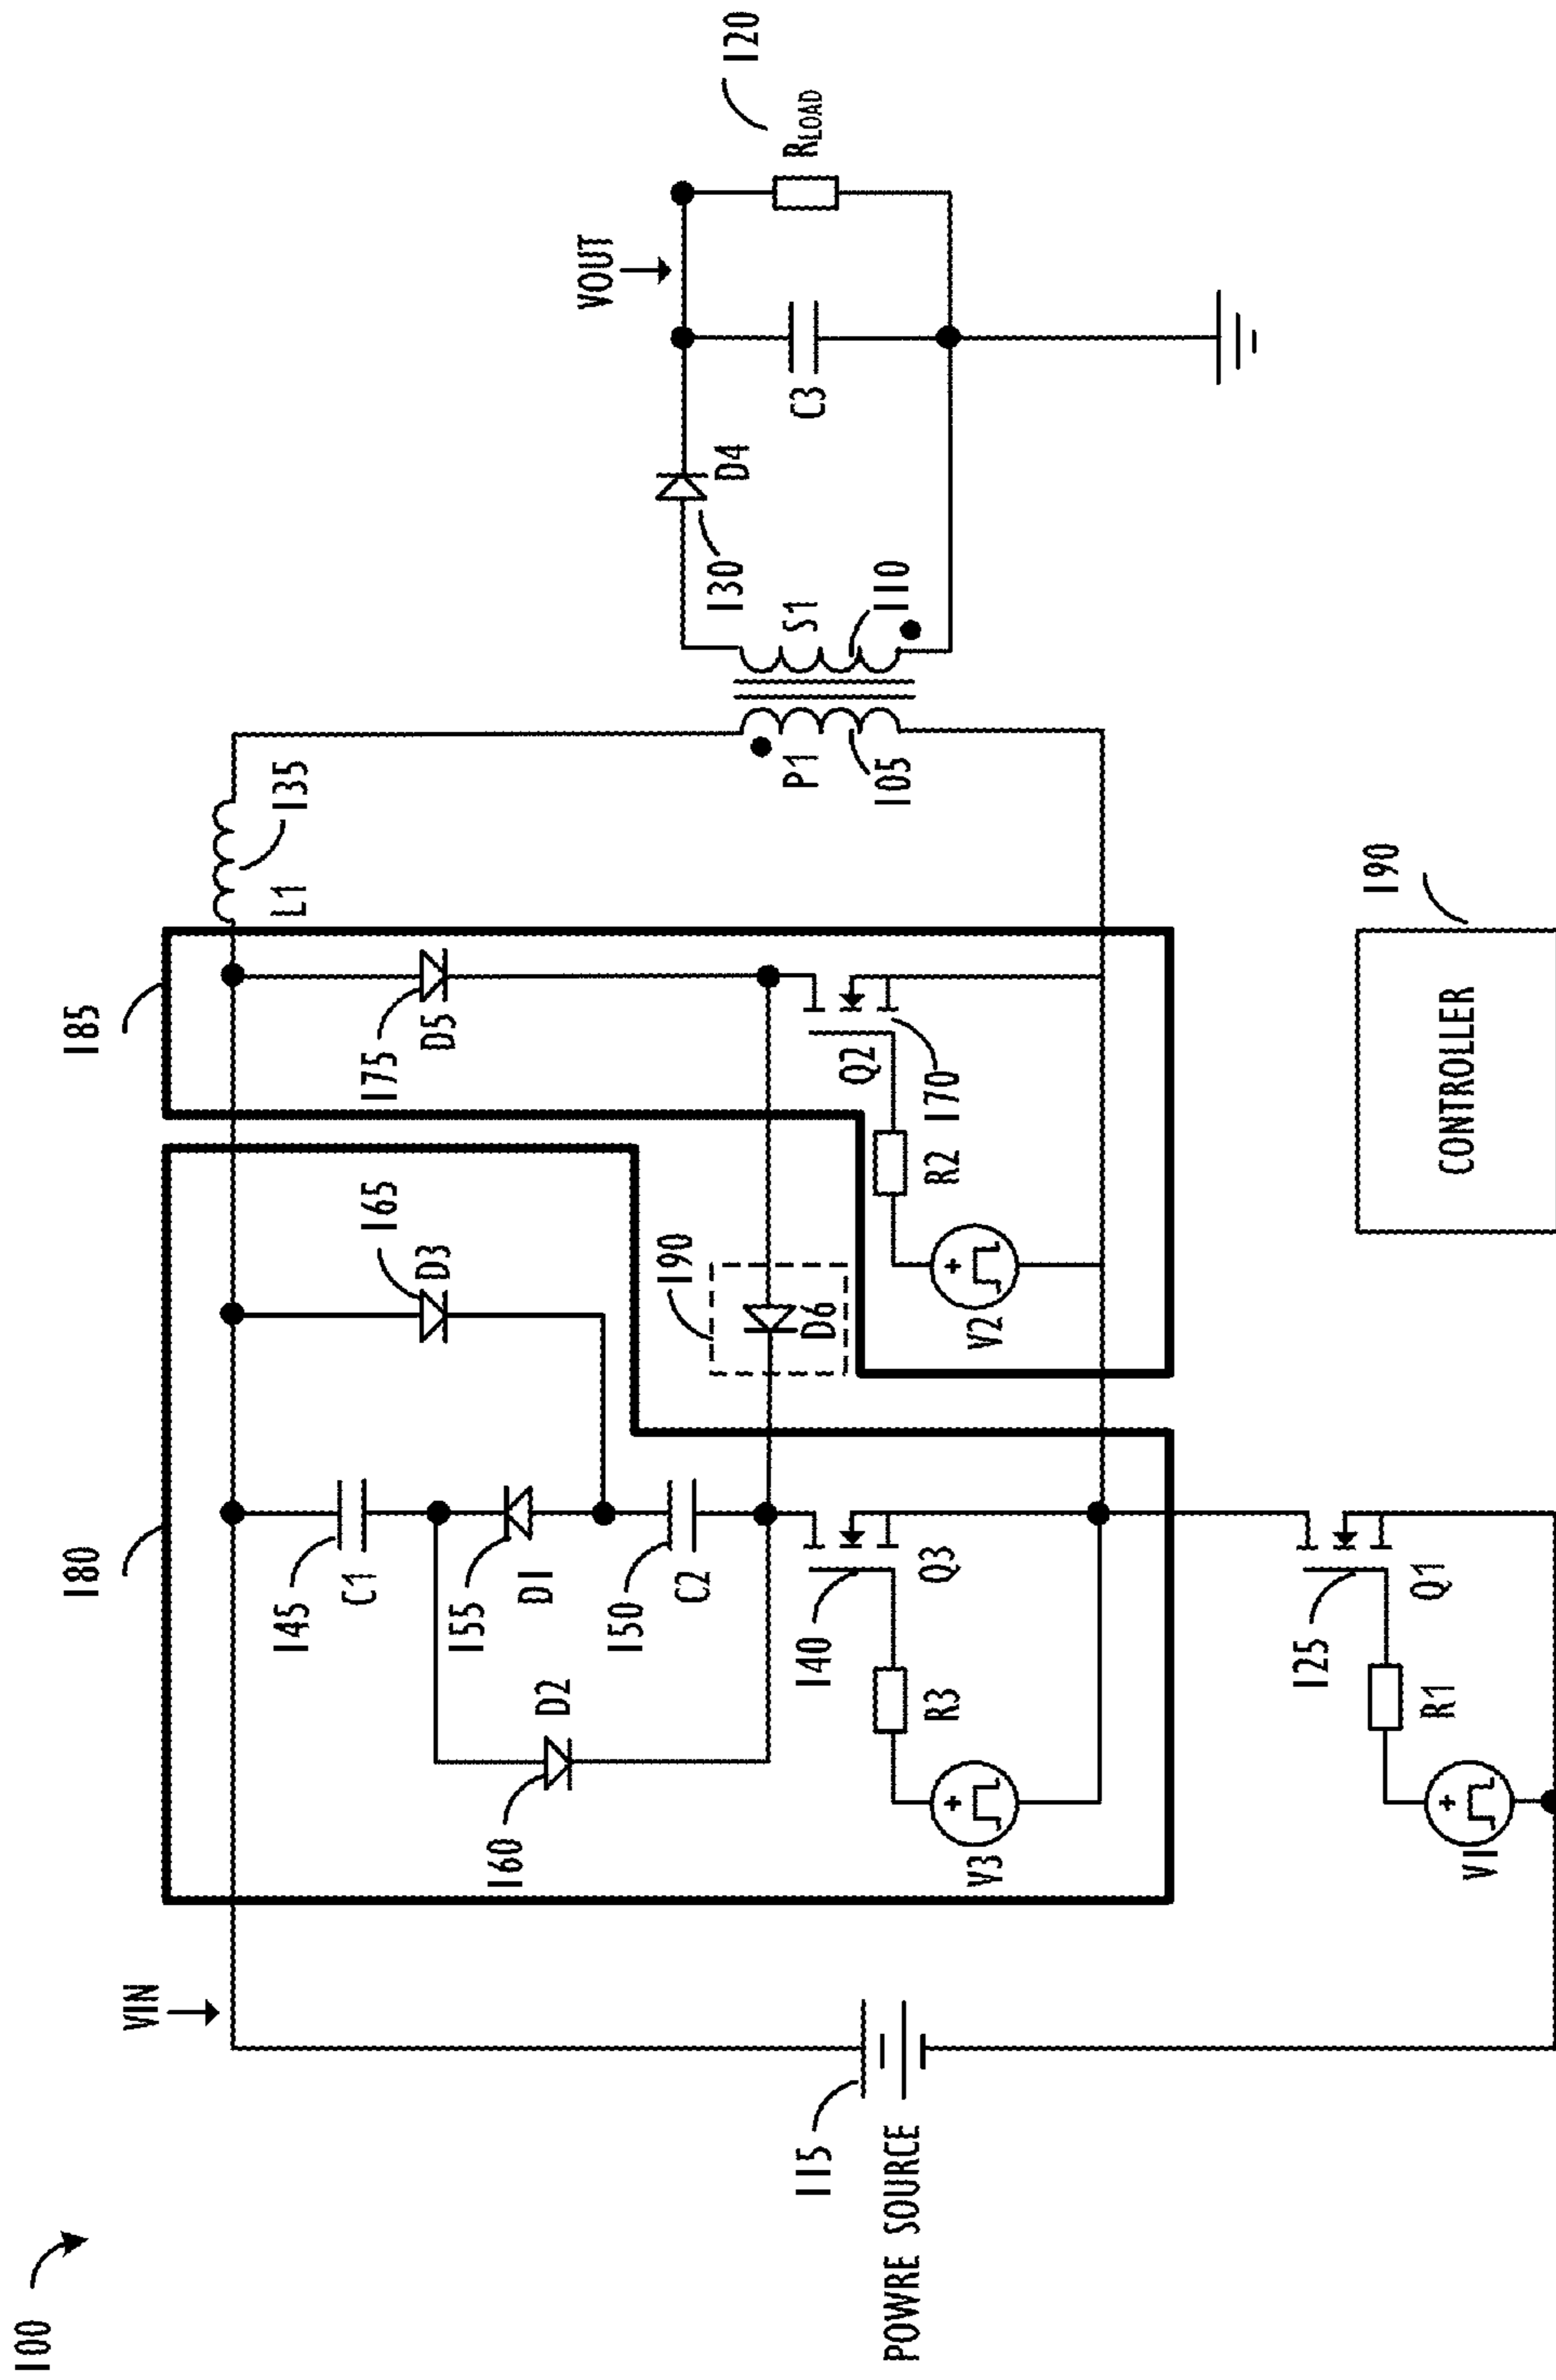 100
VIN
180
185
145
C1
155
D1
D2
160
150
C2
140
Q3
R3
V3
165
D3
190
D6
175
D5
Q2
170
R2
V2
L1
135
P1
105
S1
110
130
D4
C3
VOUT
RLOAD
120
115
POWRE SOURCE
125
Q1
R1
V1
190
CONTROLLER